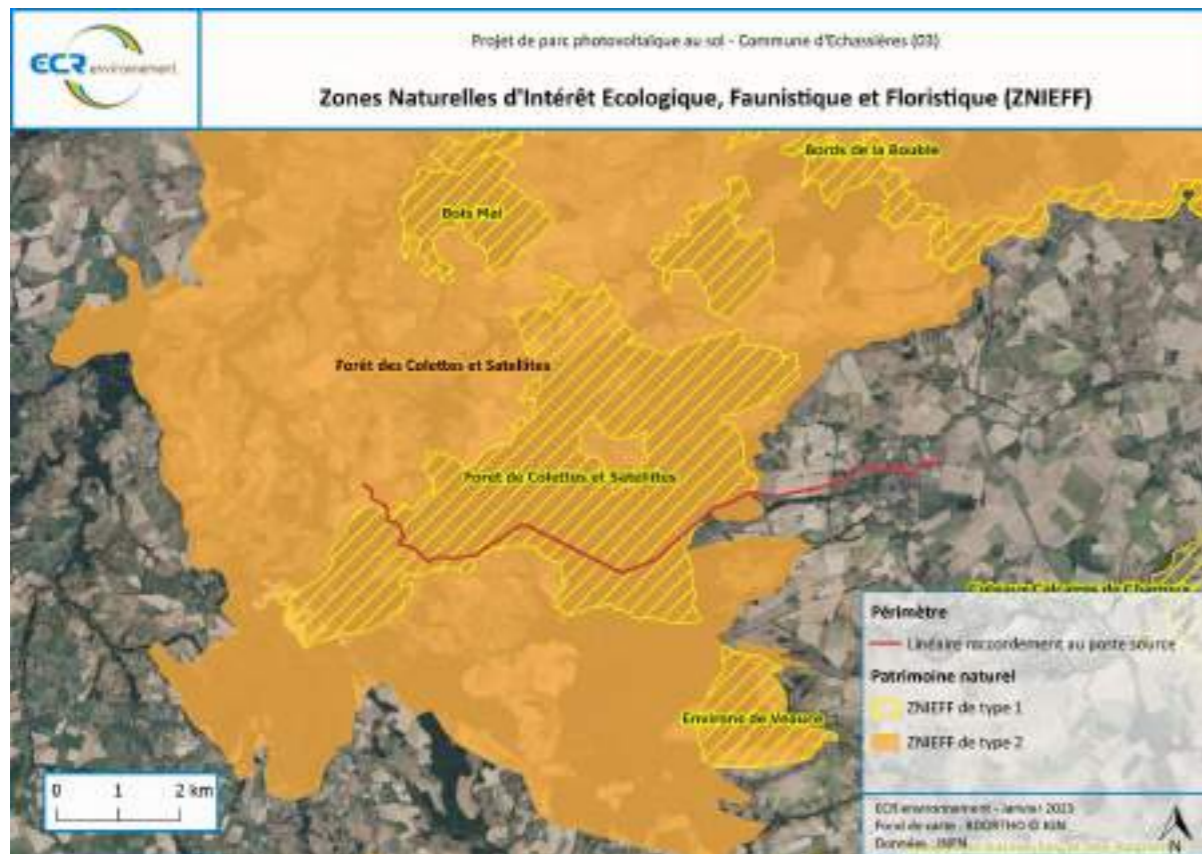 ECR environnement
Projet de parc photovoltaïque au sol - Commune d'Echassières (03)
Zones Naturelles d'Intérêt Ecologique, Faunistique et Floristique (ZNIEFF)
Bords de la Bouble
Bois Mal
Forêt des Colettes et Satellites
Forêt de Colettes et Satellites
Environs de Veauce
Périmètre
Linéaire raccordement au poste source
Patrimoine naturel
ZNIEFF de type 1
ZNIEFF de type 2
0 1 2 km
ECR environnement - Janvier 2023
Fond de carte : BDORTHO © IGN
Données : INPN
N